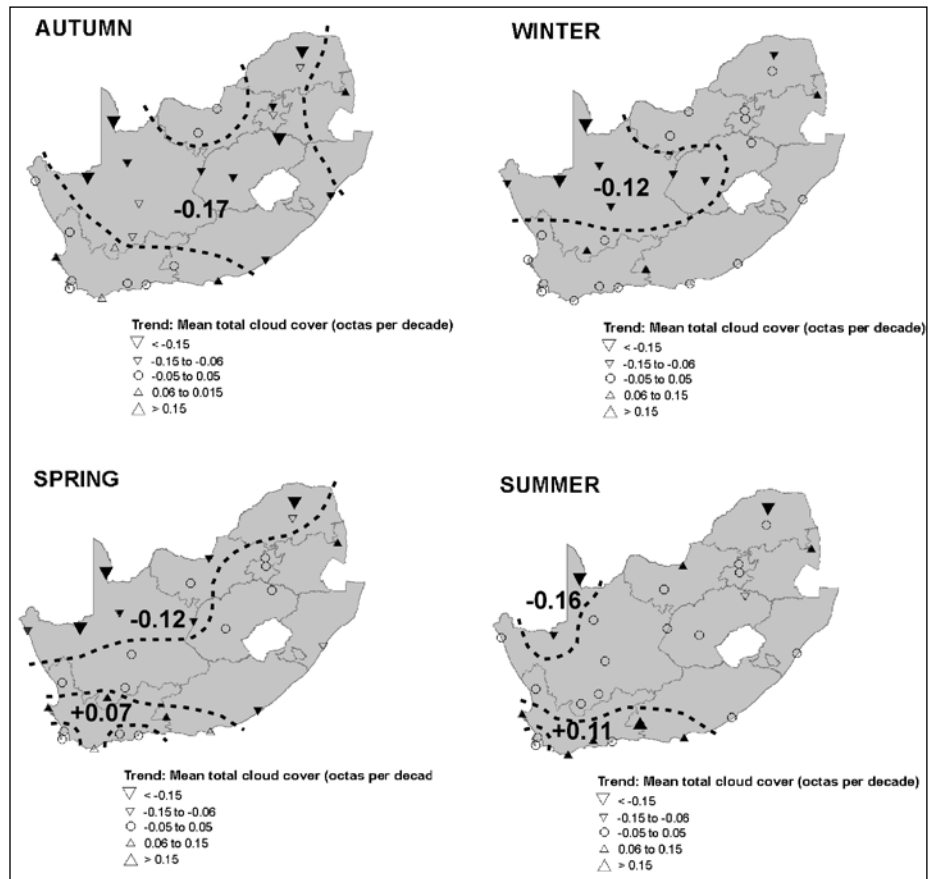 AUTUMN
-0.17
Trend: Mean total cloud cover (octas per decade)
< -0.15
-0.15 to -0.06
-0.05 to 0.05
0.06 to 0.015
> 0.15
WINTER
-0.12
Trend: Mean total cloud cover (octas per decade)
< -0.15
-0.15 to -0.06
-0.05 to 0.05
0.06 to 0.15
> 0.15
SPRING
-0.12
+0.07
Trend: Mean total cloud cover (octas per decad
< -0.15
-0.15 to -0.06
-0.05 to 0.05
0.06 to 0.15
> 0.15
SUMMER
-0.16
+0.11
Trend: Mean total cloud cover (octas per decade)
< -0.15
-0.15 to -0.06
-0.05 to 0.05
0.06 to 0.15
> 0.15